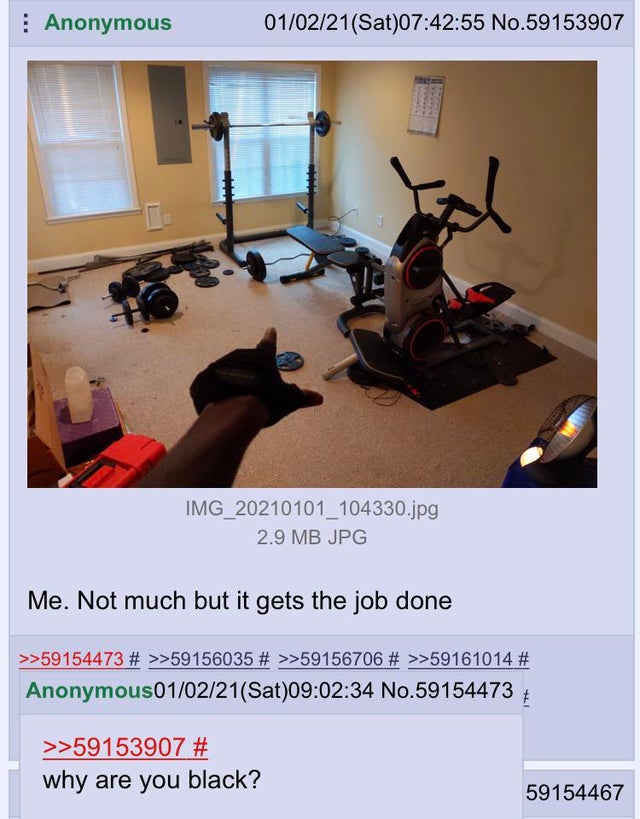 Anonymous 01/02/21(Sat)07:42:55 No.59153907
IMG_20210101_104330.jpg
2.9 MB JPG
Me. Not much but it gets the job done
>>59154473 # >>59156035 # >>59156706 # >>59161014 #
Anonymous01/02/21(Sat)09:02:34 No.59154473 #
>>59153907 #
why are you black?
59154467